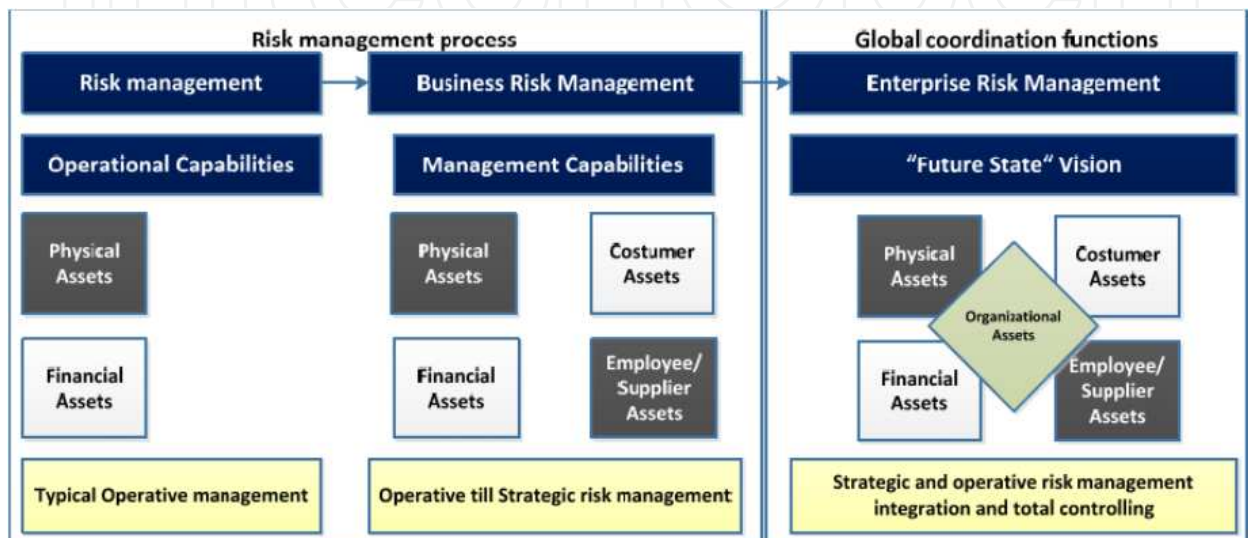 Risk management process
Global coordination functions
Risk management
Business Risk Management
Enterprise Risk Management
Operational Capabilities
Management Capabilities
“Future State“ Vision
Physical
Assets
Financial
Assets
Typical Operative management
Physical
Assets
Costumer
Assets
Financial
Assets
Employee/
Supplier
Assets
Operative till Strategic risk management
Physical
Assets
Costumer
Assets
Organizational
Assets
Financial
Assets
Employee/
Supplier
Assets
Strategic and operative risk management
integration and total controlling